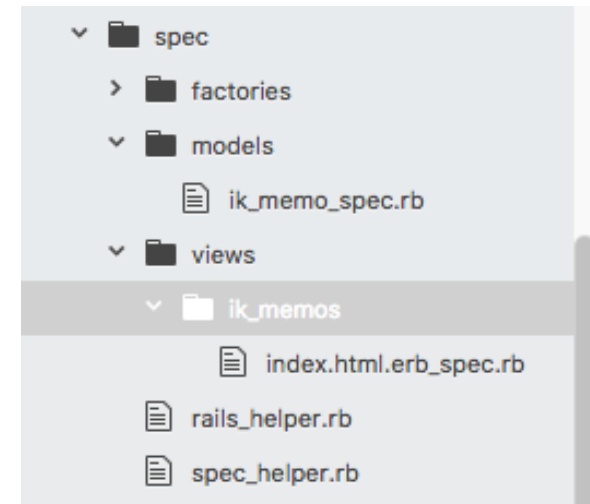 spec
factories
models
ik_memo_spec.rb
views
ik_memos
index.html.erb_spec.rb
rails_helper.rb
spec_helper.rb